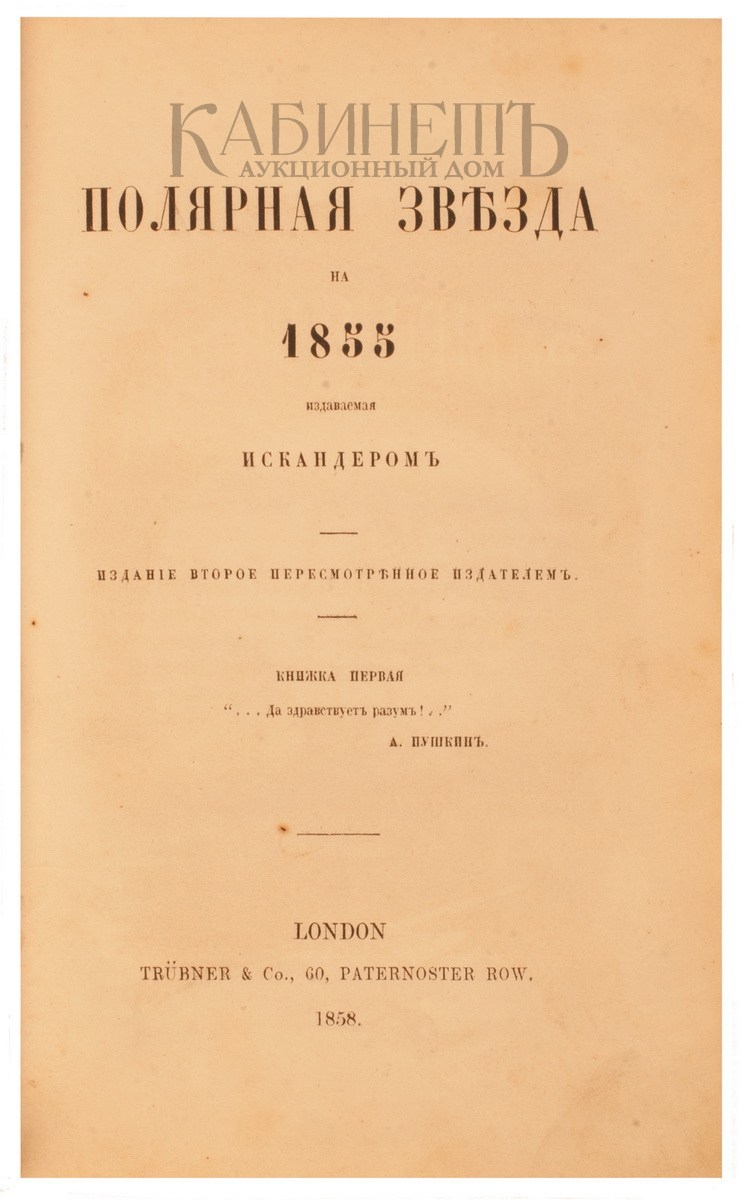 КАБИНЕТЪ
АУКЦИОННЫЙ ДОМ
ПОЛЯРНАЯ ЗВѢЗДА
НА
1855
издаваемая
ИСКАНДЕРОМЪ
ИЗДАНІЕ ВТОРОЕ ПЕРЕСМОТРѢННОЕ ИЗДАТЕЛЕМЪ.
КНИЖКА ПЕРВАЯ
“. . . Да здравствуетъ разумъ! . .”
А. ПУШКИНЪ.
LONDON
TRÜBNER & Co., 60, PATERNOSTER ROW.
1858.